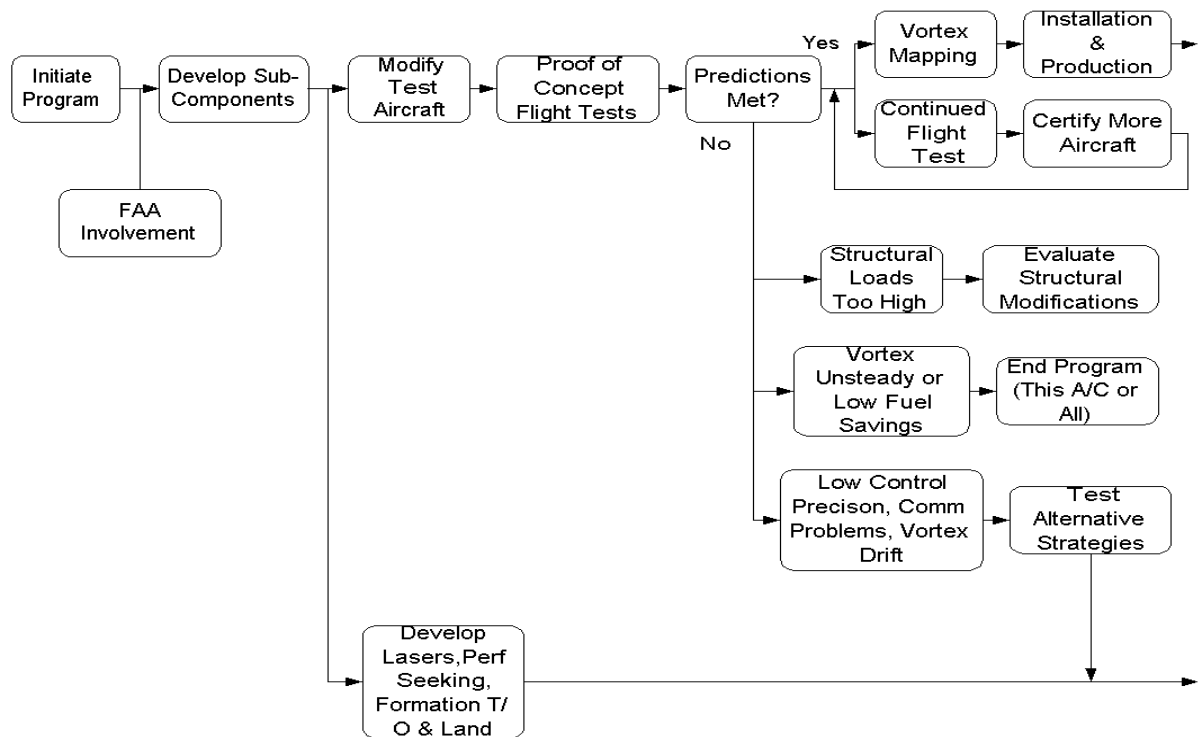 Initiate
Program
FAA
Involvement
Develop Sub-
Components
Modify
Test
Aircraft
Proof of
Concept
Flight Tests
Predictions
Met?
Yes
No
Vortex
Mapping
Installation
&
Production
Continued
Flight
Test
Certify More
Aircraft
Structural
Loads
Too High
Evaluate
Structural
Modifications
Vortex
Unsteady or
Low Fuel
Savings
End Program
(This A/C or
All)
Low Control
Precison, Comm
Problems, Vortex
Drift
Test
Alternative
Strategies
Develop
Lasers,Perf
Seeking,
Formation T/
O & Land